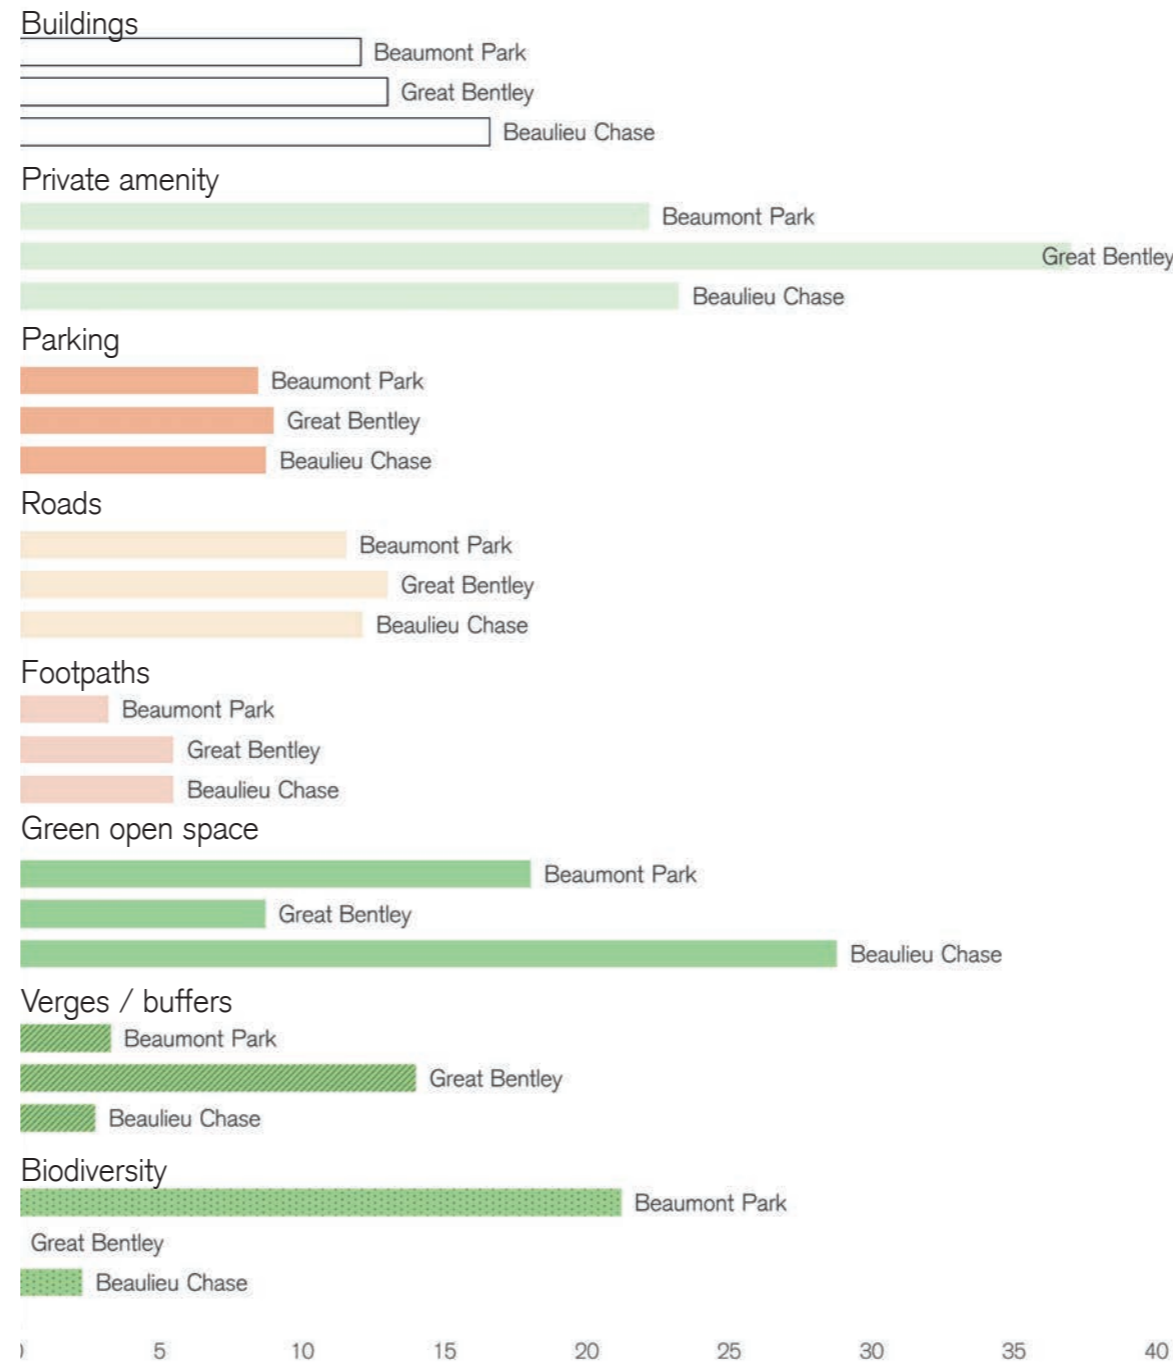 Buildings
Beaumont Park
Great Bentley
Beaulieu Chase
Private amenity
Beaumont Park
Great Bentley
Beaulieu Chase
Parking
Beaumont Park
Great Bentley
Beaulieu Chase
Roads
Beaumont Park
Great Bentley
Beaulieu Chase
Footpaths
Beaumont Park
Great Bentley
Beaulieu Chase
Green open space
Beaumont Park
Great Bentley
Beaulieu Chase
Verges / buffers
Beaumont Park
Great Bentley
Beaulieu Chase
Biodiversity
Beaumont Park
Great Bentley
Beaulieu Chase
5 10 15 20 25 30 35 40